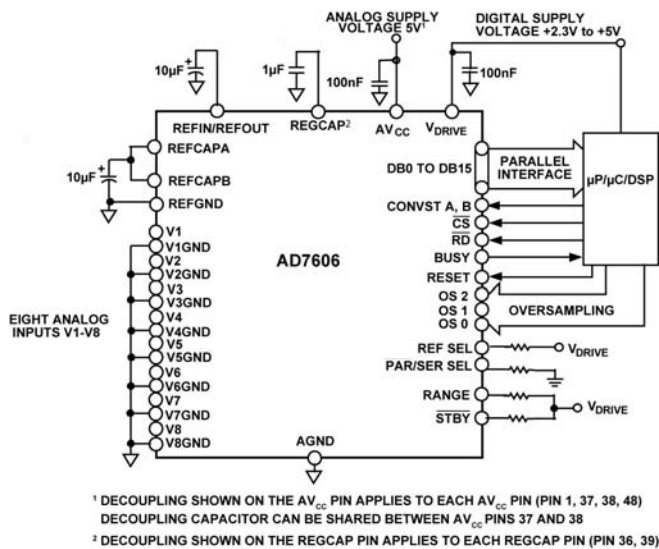 ANALOG SUPPLY
VOLTAGE 5V¹
DIGITAL SUPPLY
VOLTAGE +2.3V to +5V
10µF
+
1µF
100nF
100nF
REFIN/REFOUT
REGCAP²
AVCC
VDRIVE
REFCAPA
10µF
+
REFCAPB
REFGND
DB0 TO DB15
PARALLEL
INTERFACE
µP/µC/DSP
CONVST A, B
CS
RD
BUSY
RESET
OS 2
OS 1
OS 0
OVERSAMPLING
AD7606
V1
V1GND
V2
V2GND
V3
V3GND
V4
V4GND
V5
V5GND
V6
V6GND
V7
V7GND
V8
V8GND
EIGHT ANALOG
INPUTS V1-V8
REF SEL
VDRIVE
PAR/SER SEL
RANGE
STBY
VDRIVE
AGND
¹ DECOUPLING SHOWN ON THE AVCC PIN APPLIES TO EACH AVCC PIN (PIN 1, 37, 38, 48)
DECOUPLING CAPACITOR CAN BE SHARED BETWEEN AVCC PINS 37 AND 38
² DECOUPLING SHOWN ON THE REGCAP PIN APPLIES TO EACH REGCAP PIN (PIN 36, 39)